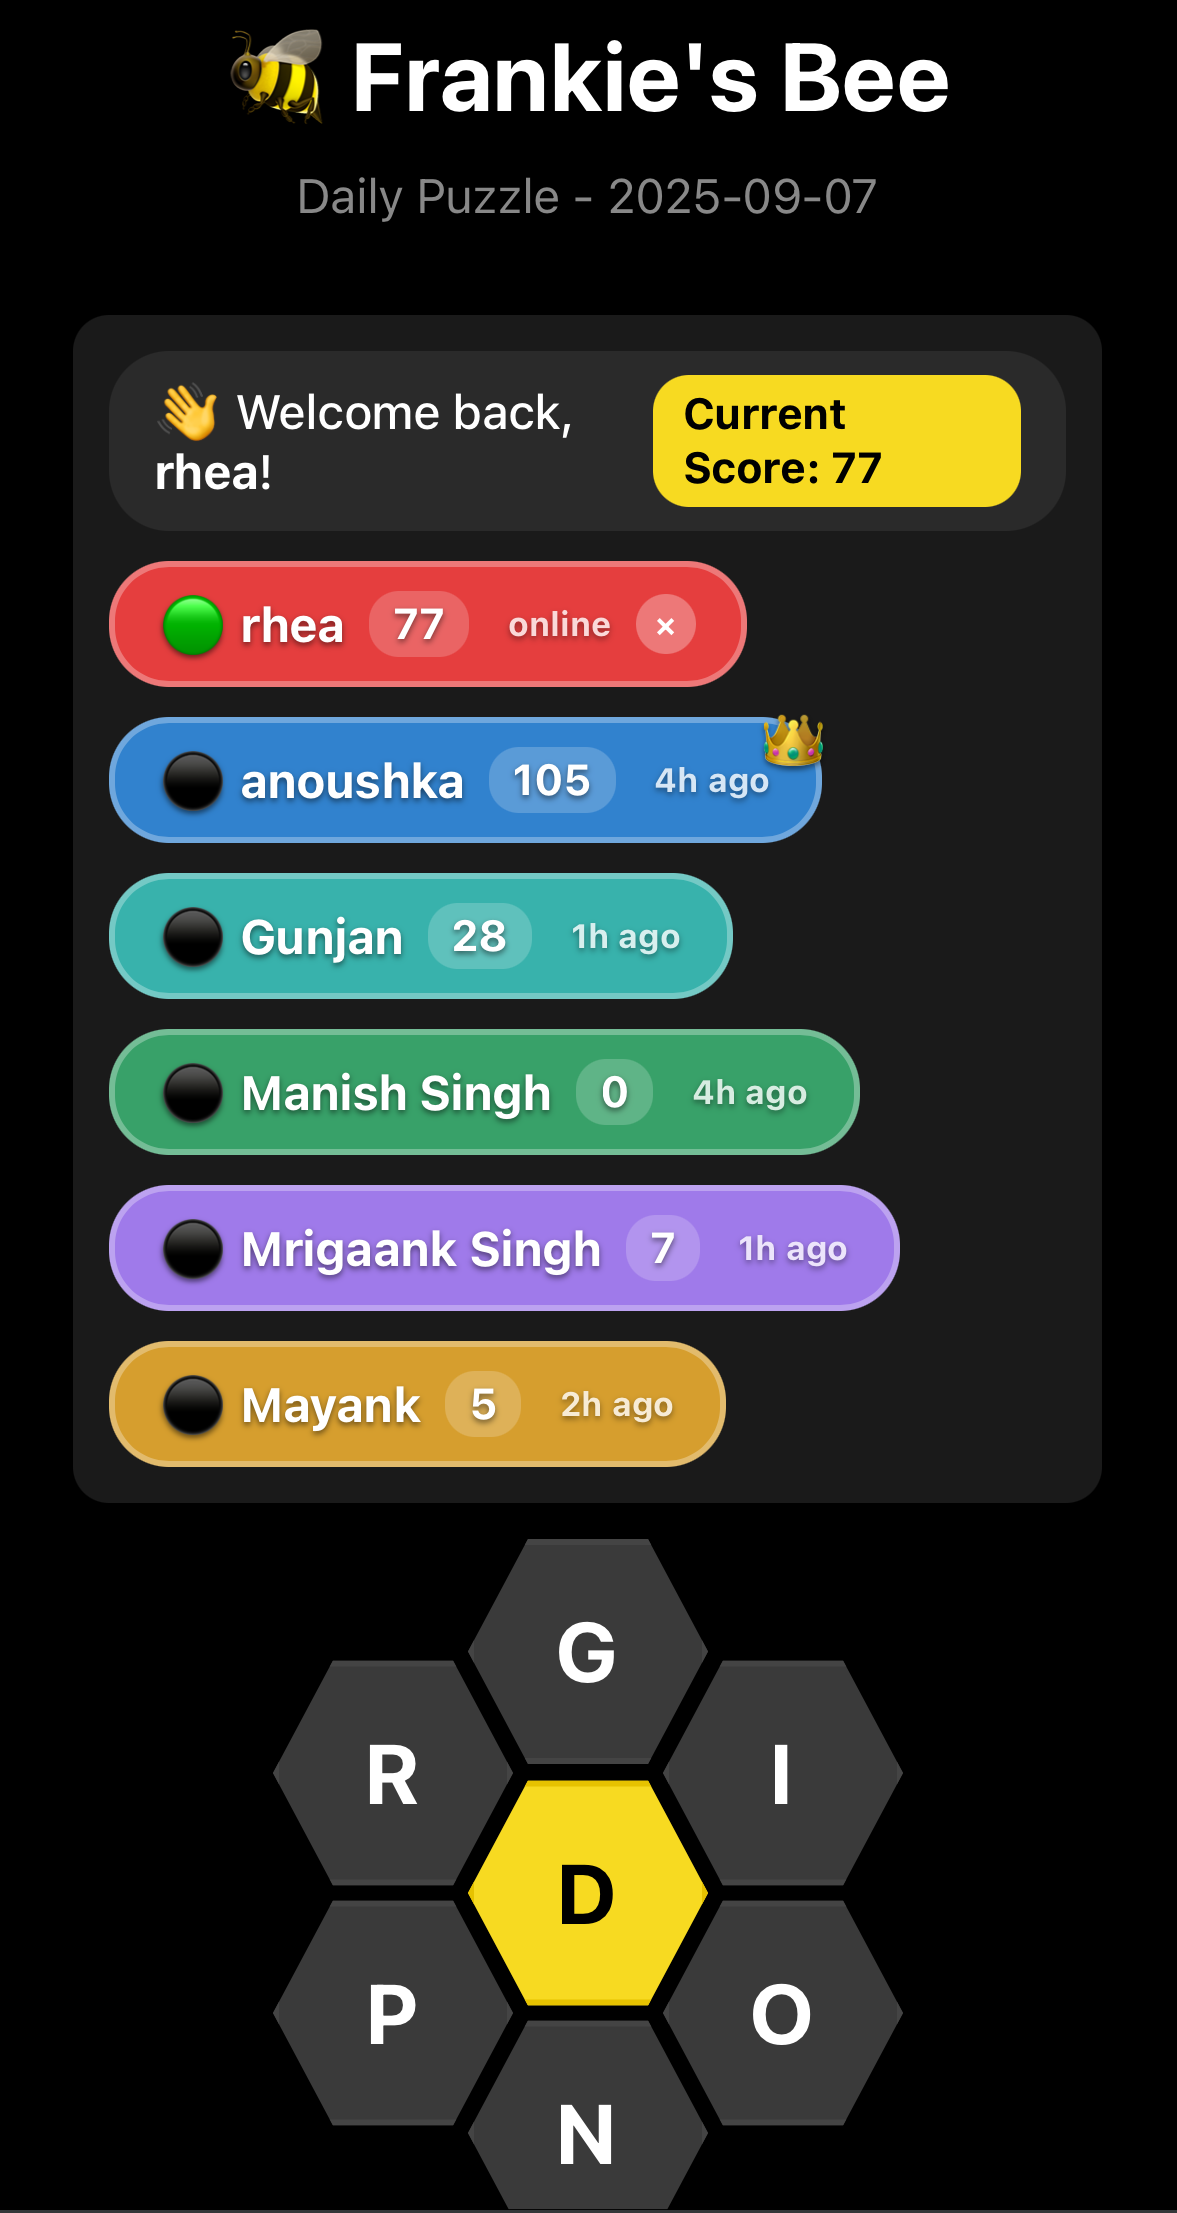 Frankie's Bee
Daily Puzzle - 2025-09-07
Welcome back,
rhea!
Current
Score: 77
rhea 77 online ×
anoushka 105 4h ago
Gunjan 28 1h ago
Manish Singh 0 4h ago
Mrigaank Singh 7 1h ago
Mayank 5 2h ago
G
R I
D
P O
N